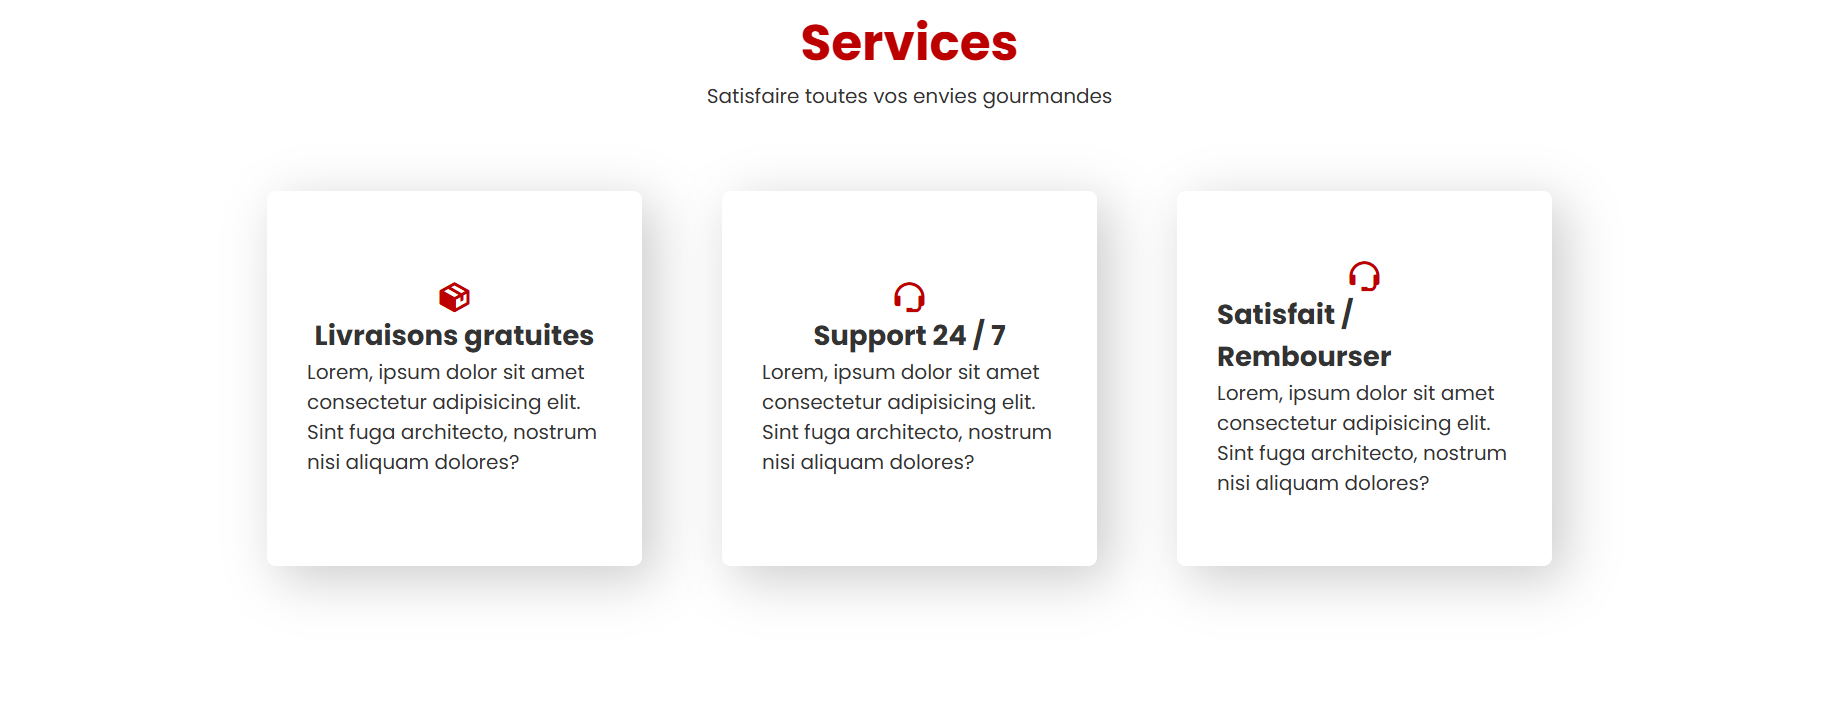 Services
Satisfaire toutes vos envies gourmandes
Livraisons gratuites
Lorem, ipsum dolor sit amet
consectetur adipisicing elit.
Sint fuga architecto, nostrum
nisi aliquam dolores?
Support 24 / 7
Lorem, ipsum dolor sit amet
consectetur adipisicing elit.
Sint fuga architecto, nostrum
nisi aliquam dolores?
Satisfait /
Rembourser
Lorem, ipsum dolor sit amet
consectetur adipisicing elit.
Sint fuga architecto, nostrum
nisi aliquam dolores?